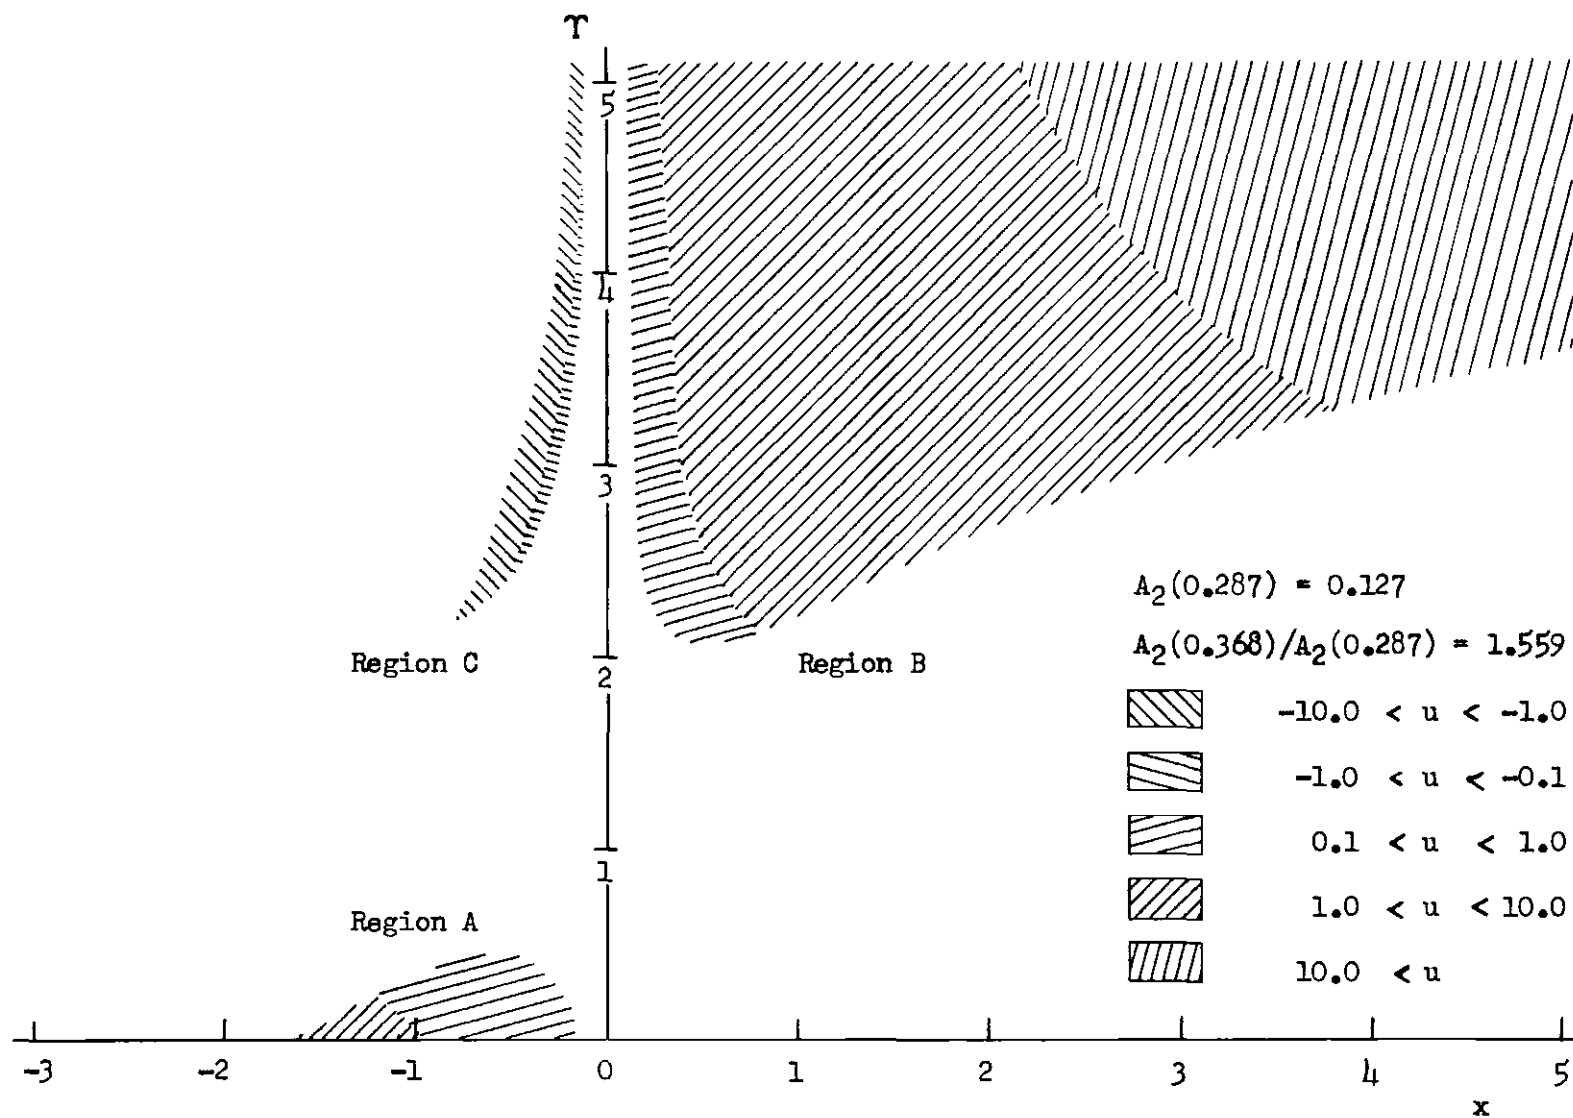 ϒ
5
4
3
2
1
Region C
Region B
Region A
A₂(0.287) = 0.127
A₂(0.368)/A₂(0.287) = 1.559
-10.0 < u < -1.0
-1.0 < u < -0.1
0.1 < u < 1.0
1.0 < u < 10.0
10.0 < u
-3 -2 -1 0 1 2 3 4 5
x